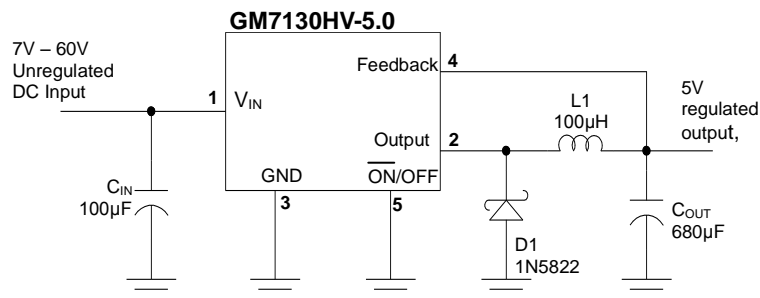 GM7130HV-5.0
7V – 60V
Unregulated
DC Input
Feedback
4
1
VIN
5V
regulated
output,
L1
100µH
Output
2
GND
ON/OFF
3
5
CIN
100µF
COUT
680µF
D1
1N5822